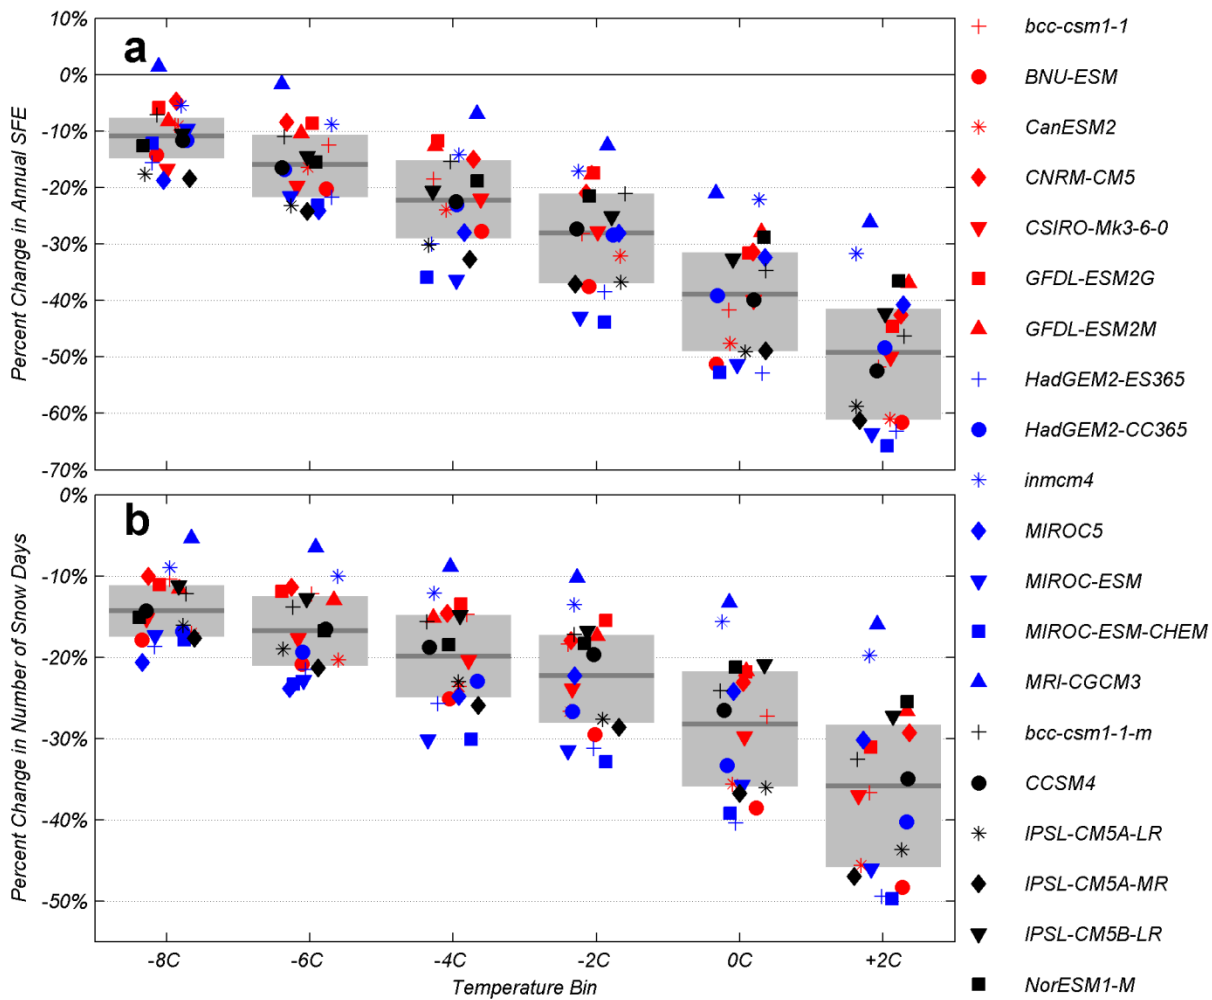 a
Percent Change in Annual SFE
10%
0%
-10%
-20%
-30%
-40%
-50%
-60%
-70%
b
Percent Change in Number of Snow Days
0%
-10%
-20%
-30%
-40%
-50%
-8C -6C -4C -2C 0C +2C
Temperature Bin
bcc-csm1-1
BNU-ESM
CanESM2
CNRM-CM5
CSIRO-Mk3-6-0
GFDL-ESM2G
GFDL-ESM2M
HadGEM2-ES365
HadGEM2-CC365
inmcm4
MIROC5
MIROC-ESM
MIROC-ESM-CHEM
MRI-CGCM3
bcc-csm1-1-m
CCSM4
IPSL-CM5A-LR
IPSL-CM5A-MR
IPSL-CM5B-LR
NorESM1-M